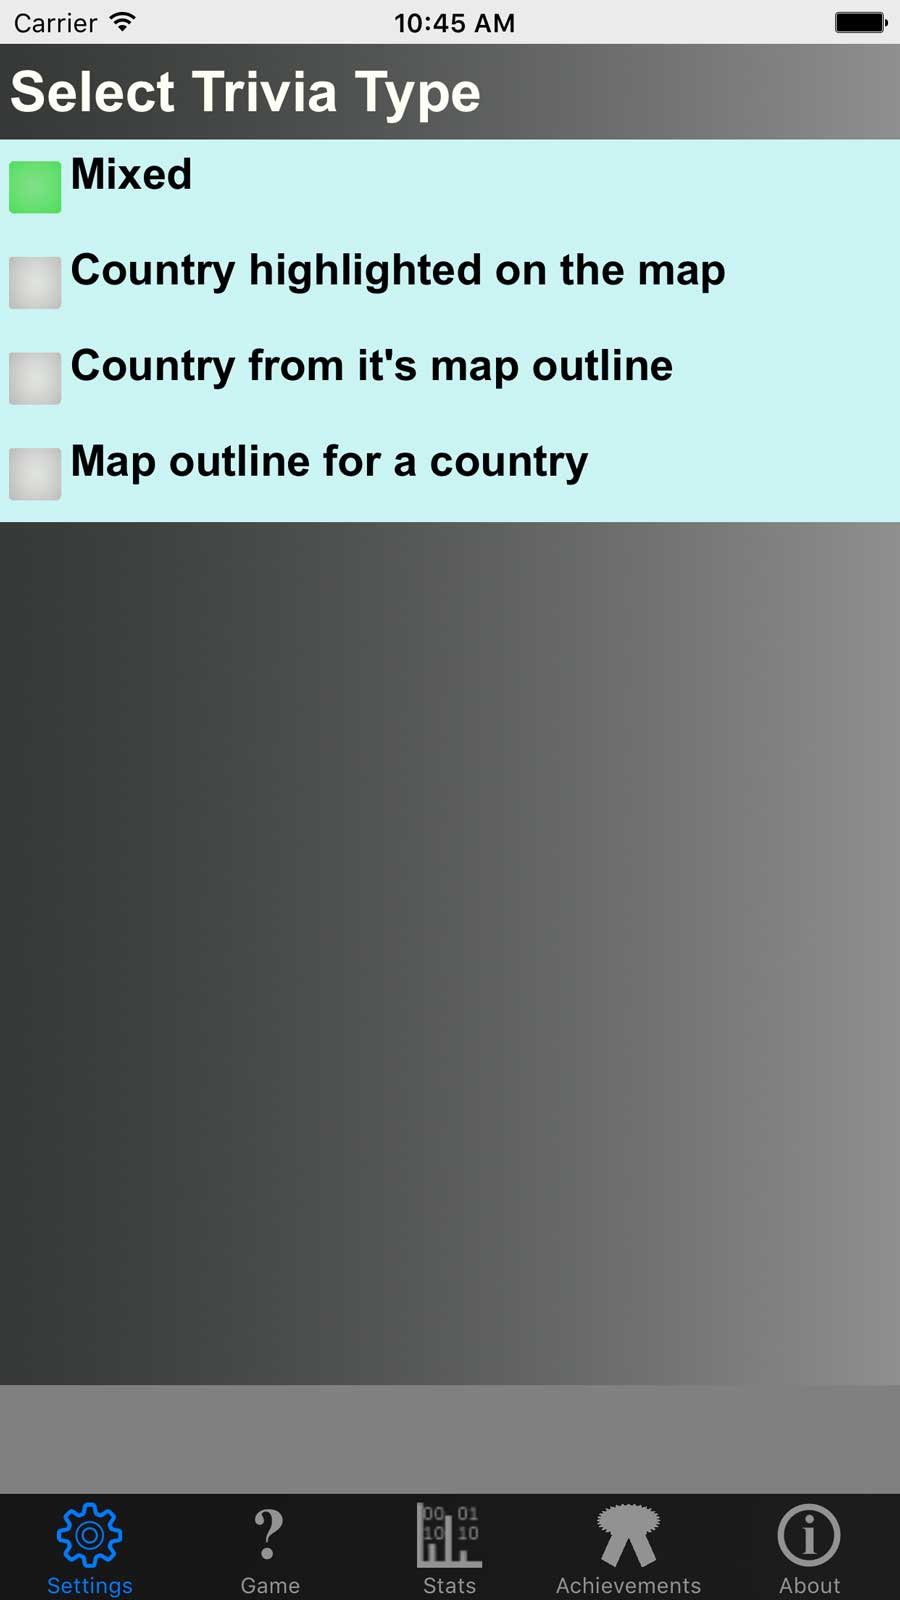 Carrier 10:45 AM
Select Trivia Type
Mixed
Country highlighted on the map
Country from it's map outline
Map outline for a country
00 01
10 10
Settings Game Stats Achievements About